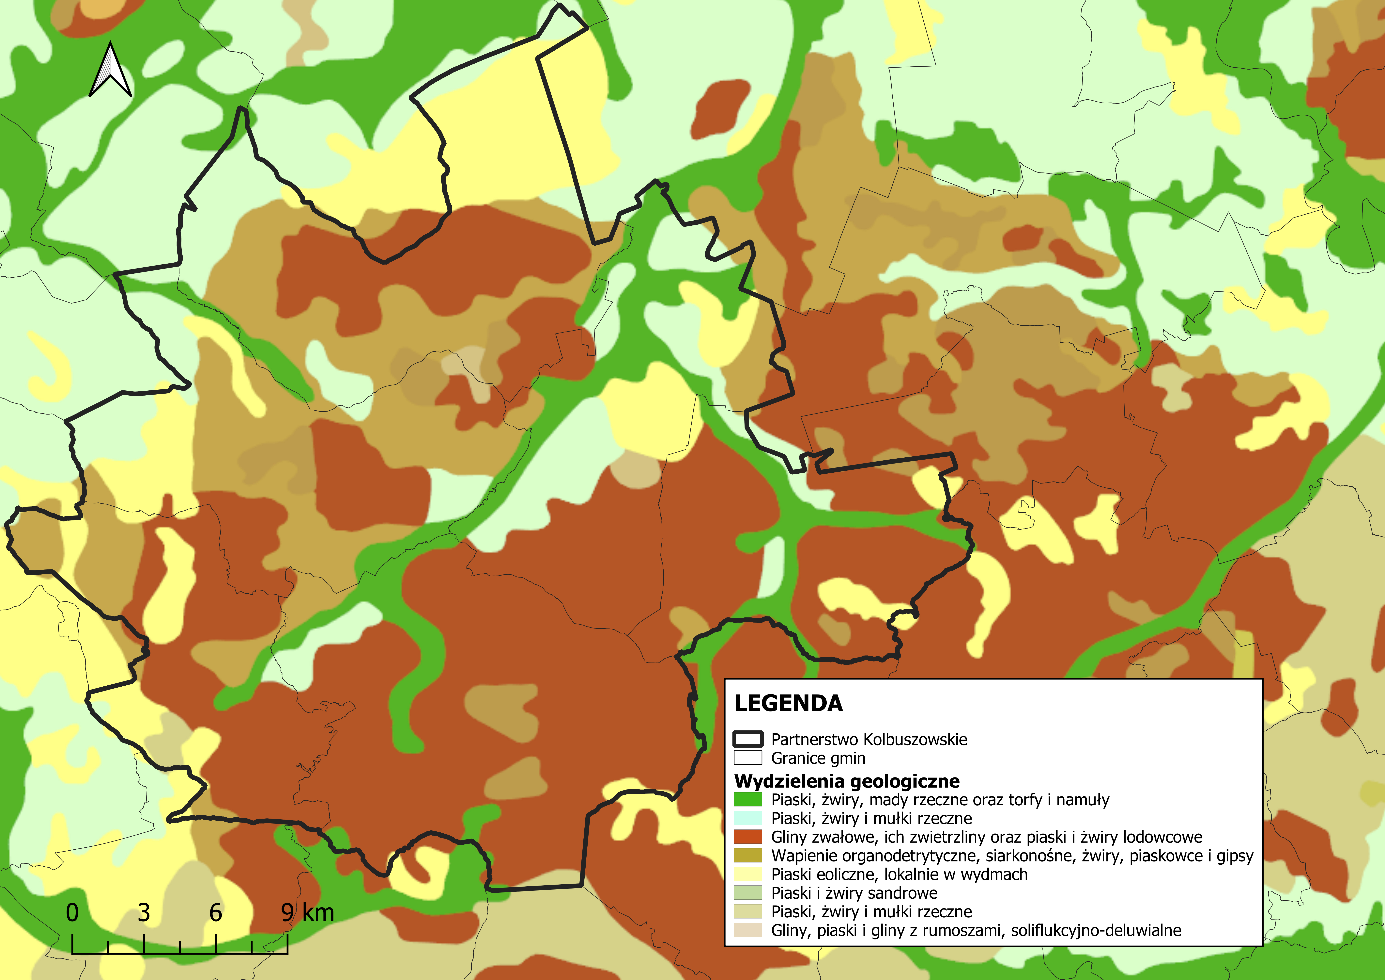 LEGENDA
Partnerstwo Kolbuszowskie
Granice gmin
Wydzielenia geologiczne
Piaski, żwiry, mady rzeczne oraz torfy i namuły
Piaski, żwiry i mułki rzeczne
Gliny zwałowe, ich zwietrzliny oraz piaski i żwiry lodowcowe
Wapienie organodetrytyczne, siarkonośne, żwiry, piaskowce i gipsy
Piaski eoliczne, lokalnie w wydmach
Piaski i żwiry sandrowe
Piaski, żwiry i mułki rzeczne
Gliny, piaski i gliny z rumoszami, soliflukcyjno-deluwialne
0 3 6 9 km